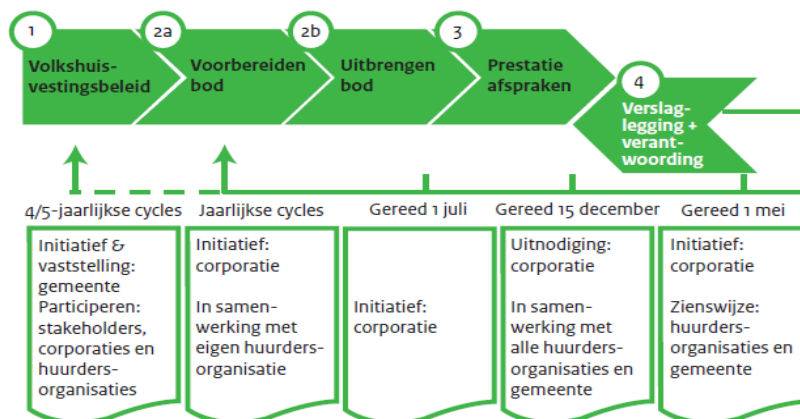 1
Volkshuis-
vestingsbeleid
2a
Voorbereiden
bod
2b
Uitbrengen
bod
3
Prestatie
afspraken
4
Verslag-
legging +
verant-
woording
4/5-jaarlijkse cycles
Jaarlijkse cycles
Gereed 1 juli
Gereed 15 december
Gereed 1 mei
Initiatief &
vaststelling:
gemeente
Participeren:
stakeholders,
corporaties en
huurders-
organisaties
Initiatief:
corporatie
In samen-
werking met
eigen huurders-
organisatie
Initiatief:
corporatie
Uitnodiging:
corporatie
In samen-
werking met
alle huurders-
organisaties en
gemeente
Initiatief:
corporatie
Zienswijze:
huurders-
organisaties en
gemeente